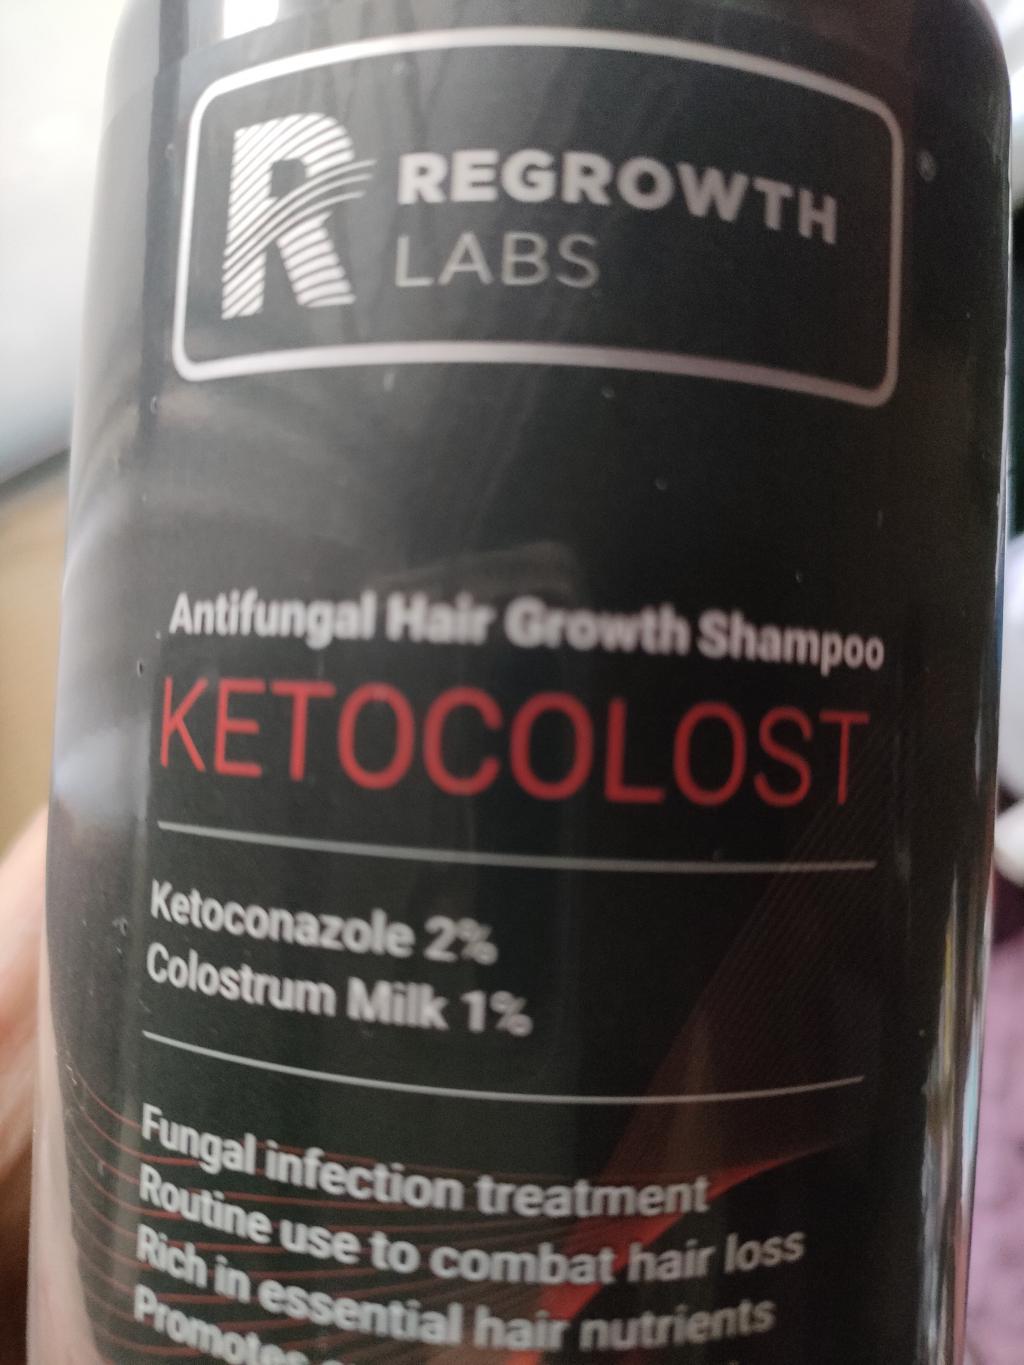 R REGROWTH
LABS
Antifungal Hair Growth Shampoo
KETOCOLOST
Ketoconazole 2%
Colostrum Milk 1%
Fungal infection treatment
Routine use to combat hair loss
Rich in essential hair nutrients
Promotes